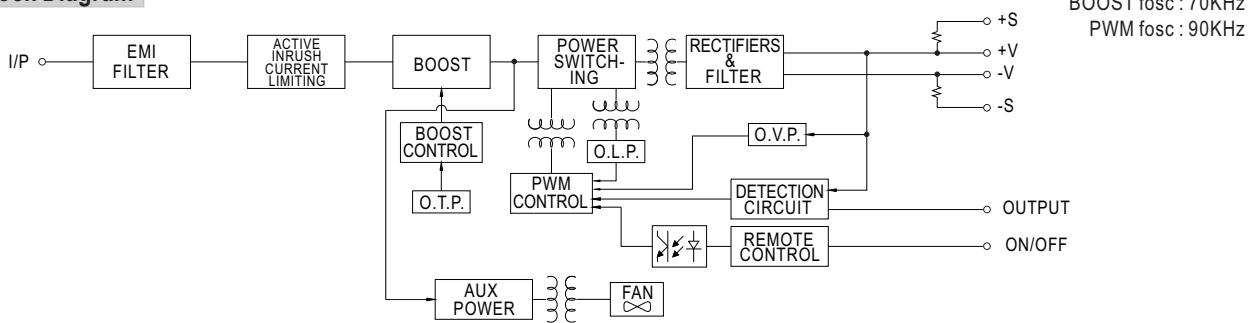 BOOST fosc : 70KHz
PWM fosc : 90KHz
I/P
EMI
FILTER
ACTIVE
INRUSH
CURRENT
LIMITING
BOOST
POWER
SWITCH-
ING
RECTIFIERS
&
FILTER
+S
+V
-V
-S
BOOST
CONTROL
O.T.P.
O.L.P.
O.V.P.
PWM
CONTROL
DETECTION
CIRCUIT
OUTPUT
REMOTE
CONTROL
ON/OFF
AUX
POWER
FAN